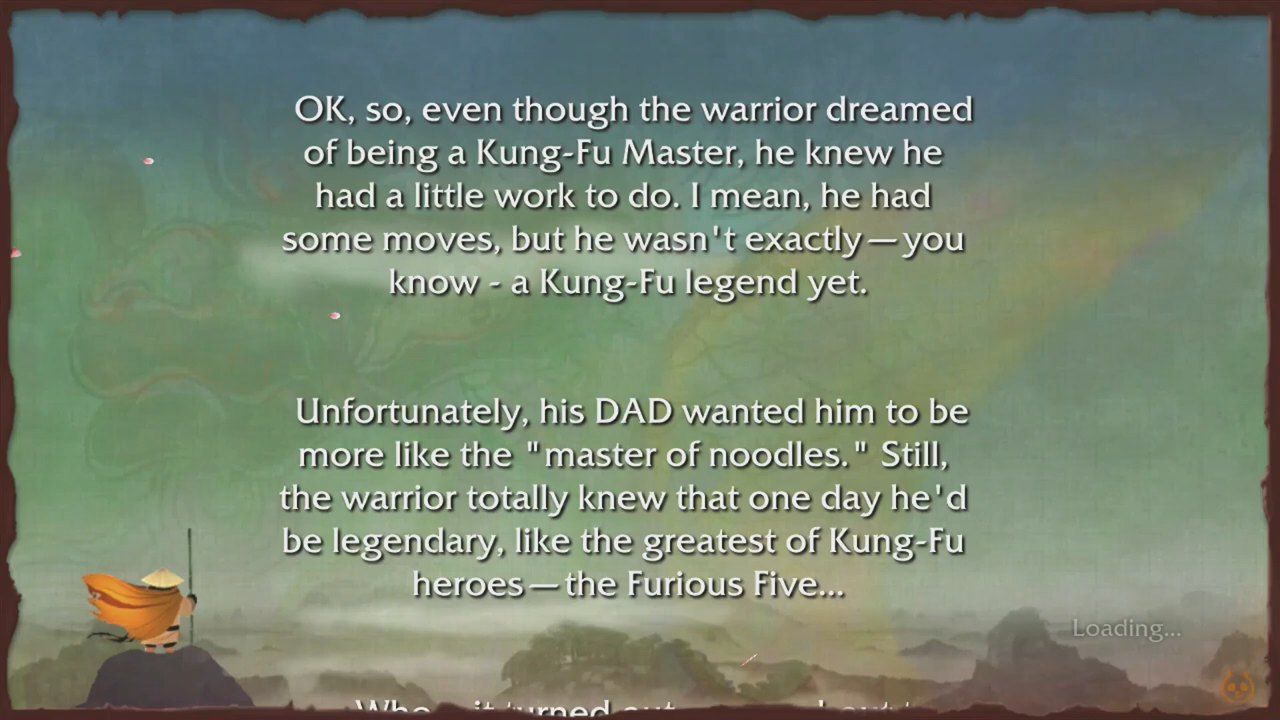 OK, so, even though the warrior dreamed
of being a Kung-Fu Master, he knew he
had a little work to do. I mean, he had
some moves, but he wasn't exactly—you
know - a Kung-Fu legend yet.
Unfortunately, his DAD wanted him to be
more like the "master of noodles." Still,
the warrior totally knew that one day he'd
be legendary, like the greatest of Kung-Fu
heroes—the Furious Five...
Loading...
it turned out